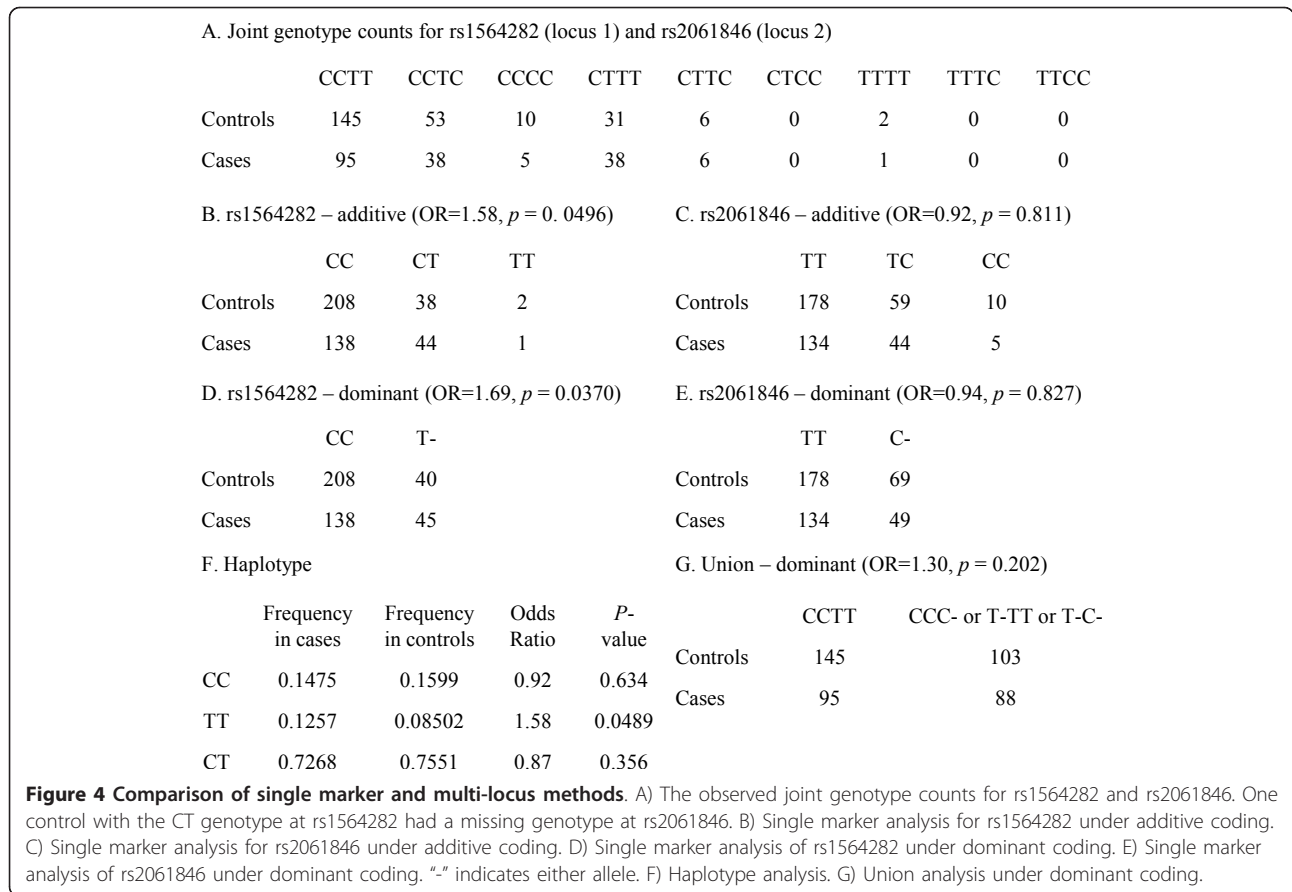 A. Joint genotype counts for rs1564282 (locus 1) and rs2061846 (locus 2)
CCTT CCTC CCCC CTTT CTTC CTCC TTTT TTTC TTCC
Controls 145 53 10 31 6 0 2 0 0
Cases 95 38 5 38 6 0 1 0 0
B. rs1564282 – additive (OR=1.58, p = 0. 0496)
CC CT TT
Controls 208 38 2
Cases 138 44 1
C. rs2061846 – additive (OR=0.92, p = 0.811)
TT TC CC
Controls 178 59 10
Cases 134 44 5
D. rs1564282 – dominant (OR=1.69, p = 0.0370)
CC T-
Controls 208 40
Cases 138 45
E. rs2061846 – dominant (OR=0.94, p = 0.827)
TT C-
Controls 178 69
Cases 134 49
F. Haplotype
Frequency Frequency Odds P-
in cases in controls Ratio value
CC 0.1475 0.1599 0.92 0.634
TT 0.1257 0.08502 1.58 0.0489
CT 0.7268 0.7551 0.87 0.356
G. Union – dominant (OR=1.30, p = 0.202)
CCTT CCC- or T-TT or T-C-
Controls 145 103
Cases 95 88
Figure 4 Comparison of single marker and multi-locus methods. A) The observed joint genotype counts for rs1564282 and rs2061846. One
control with the CT genotype at rs1564282 had a missing genotype at rs2061846. B) Single marker analysis for rs1564282 under additive coding.
C) Single marker analysis for rs2061846 under additive coding. D) Single marker analysis of rs1564282 under dominant coding. E) Single marker
analysis of rs2061846 under dominant coding. “-” indicates either allele. F) Haplotype analysis. G) Union analysis under dominant coding.